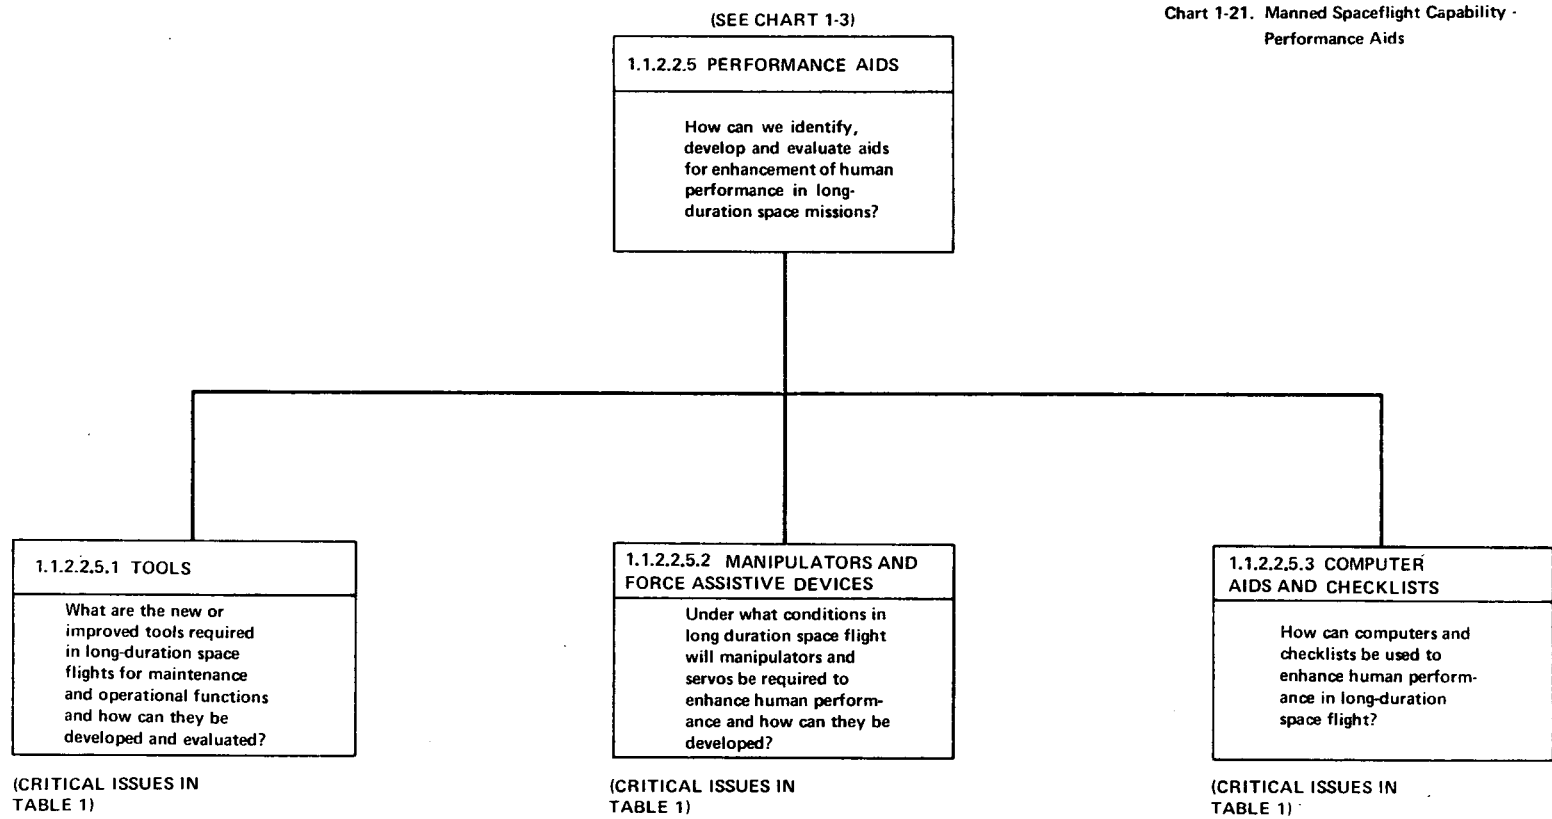 Chart 1-21. Manned Spaceflight Capability -
Performance Aids
(SEE CHART 1-3)
1.1.2.2.5 PERFORMANCE AIDS
How can we identify,
develop and evaluate aids
for enhancement of human
performance in long-
duration space missions?
1.1.2.2.5.1 TOOLS
What are the new or
improved tools required
in long-duration space
flights for maintenance
and operational functions
and how can they be
developed and evaluated?
(CRITICAL ISSUES IN
TABLE 1)
1.1.2.2.5.2 MANIPULATORS AND
FORCE ASSISTIVE DEVICES
Under what conditions in
long duration space flight
will manipulators and
servos be required to
enhance human perform-
ance and how can they be
developed?
(CRITICAL ISSUES IN
TABLE 1)
1.1.2.2.5.3 COMPUTER
AIDS AND CHECKLISTS
How can computers and
checklists be used to
enhance human perform-
ance in long-duration
space flight?
(CRITICAL ISSUES IN
TABLE 1)